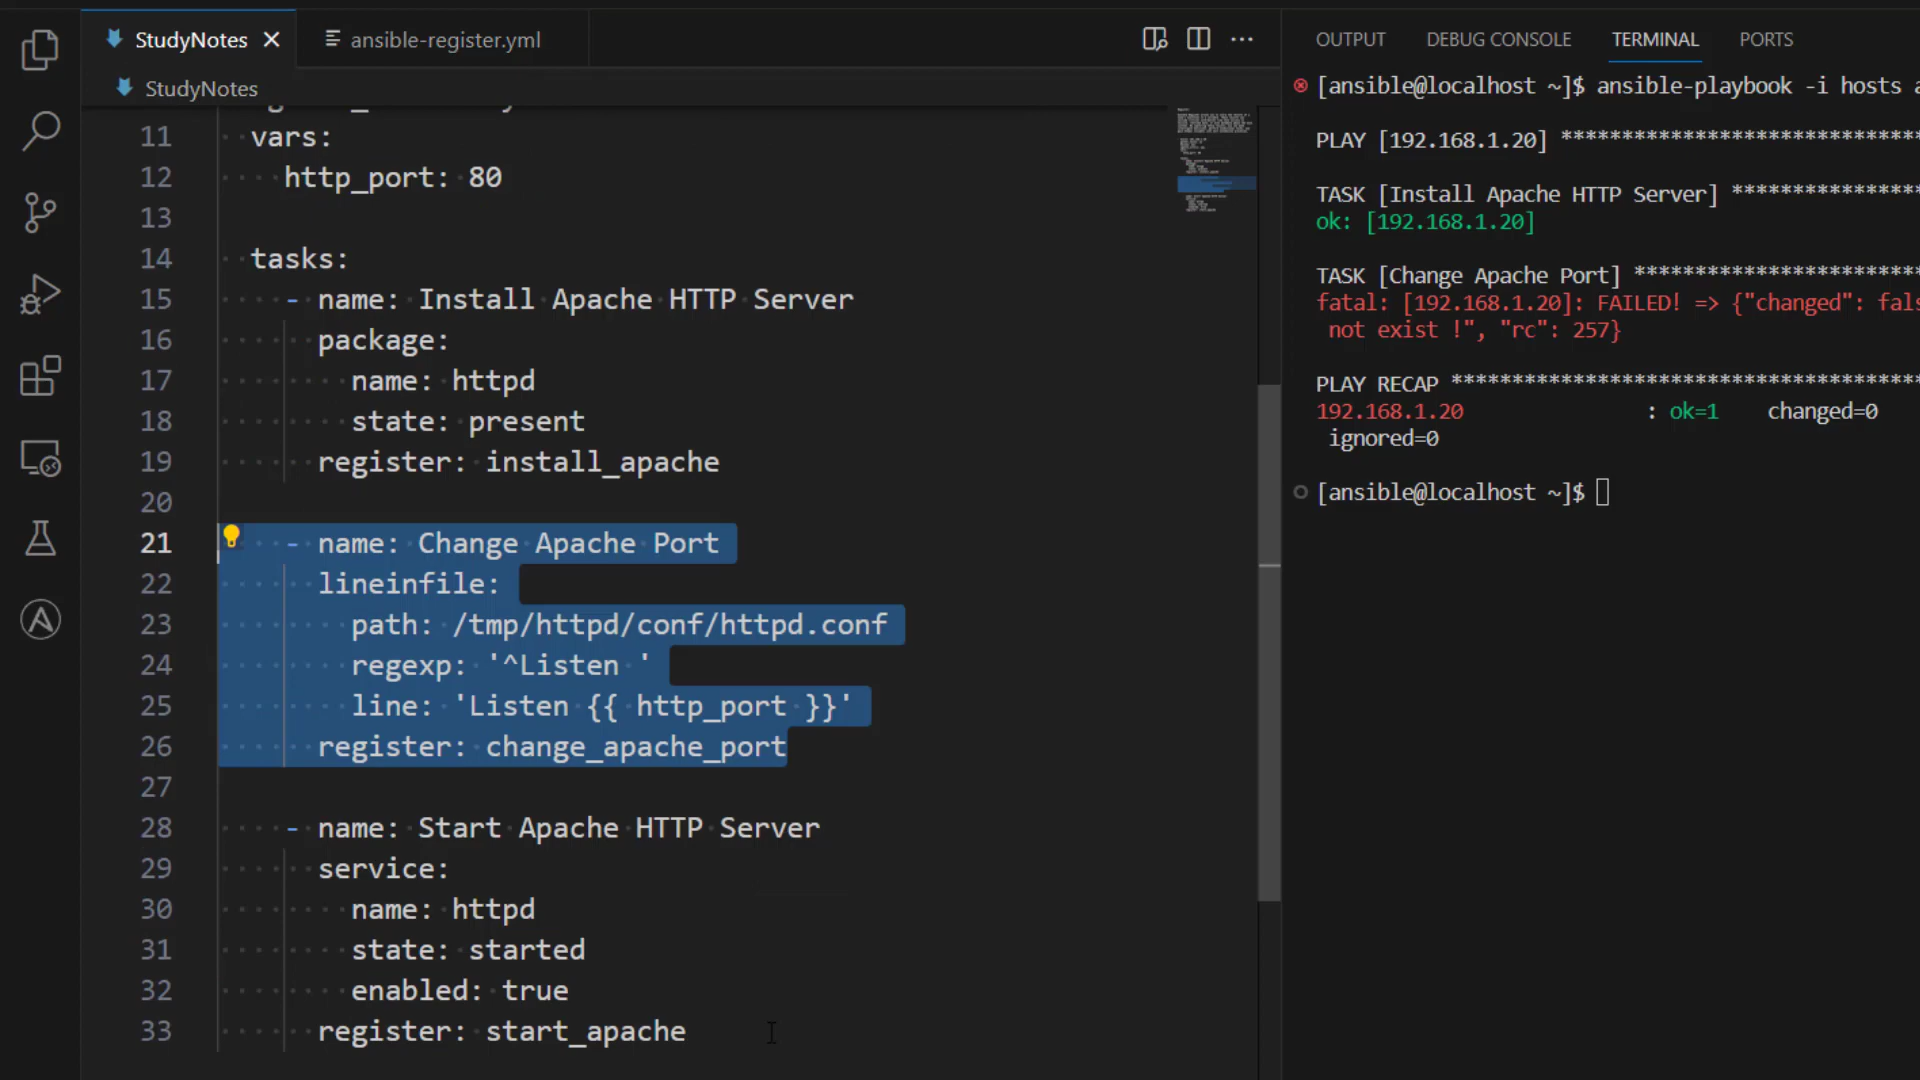 StudyNotes
ansible-register.yml
StudyNotes
11 vars:
12 http_port: 80
13
14 tasks:
15 - name: Install Apache HTTP Server
16 package:
17 name: httpd
18 state: present
19 register: install_apache
20
21 - name: Change Apache Port
22 lineinfile:
23 path: /tmp/httpd/conf/httpd.conf
24 regexp: '^Listen '
25 line: 'Listen {{ http_port }}'
26 register: change_apache_port
27
28 - name: Start Apache HTTP Server
29 service:
30 name: httpd
31 state: started
32 enabled: true
33 register: start_apache
OUTPUT DEBUG CONSOLE TERMINAL PORTS
[ansible@localhost ~]$ ansible-playbook -i hosts a
PLAY [192.168.1.20] *****************************
TASK [Install Apache HTTP Server] ***************
ok: [192.168.1.20]
TASK [Change Apache Port] ***********************
fatal: [192.168.1.20]: FAILED! => {"changed": fals
not exist !", "rc": 257}
PLAY RECAP **************************************
192.168.1.20 : ok=1 changed=0
ignored=0
[ansible@localhost ~]$